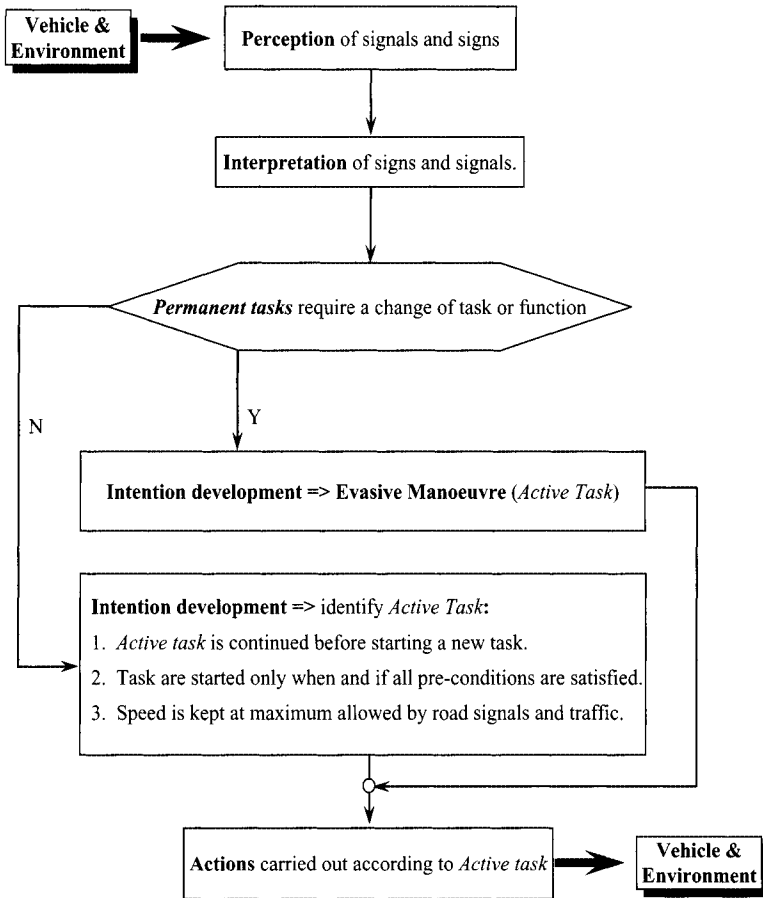 Vehicle &
Environment
Perception of signals and signs
Interpretation of signs and signals.
Permanent tasks require a change of task or function
N
Y
Intention development => Evasive Manoeuvre (Active Task)
Intention development => identify Active Task:
1. Active task is continued before starting a new task.
2. Task are started only when and if all pre-conditions are satisfied.
3. Speed is kept at maximum allowed by road signals and traffic.
Actions carried out according to Active task
Vehicle &
Environment